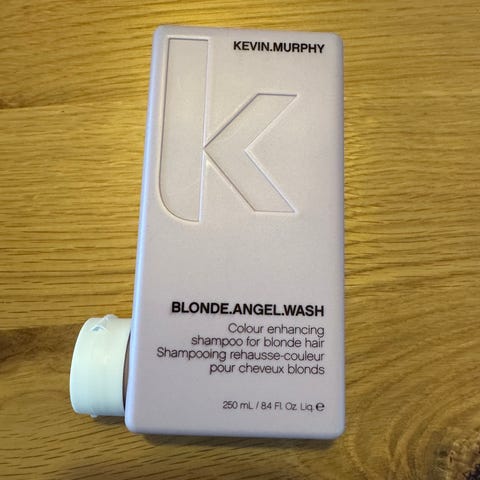 KEVIN.MURPHY
BLONDE.ANGEL.WASH
Colour enhancing
shampoo for blonde hair
Shampooing rehausse-couleur
pour cheveux blonds
250 mL / 8.4 Fl. Oz. Liq. ℮